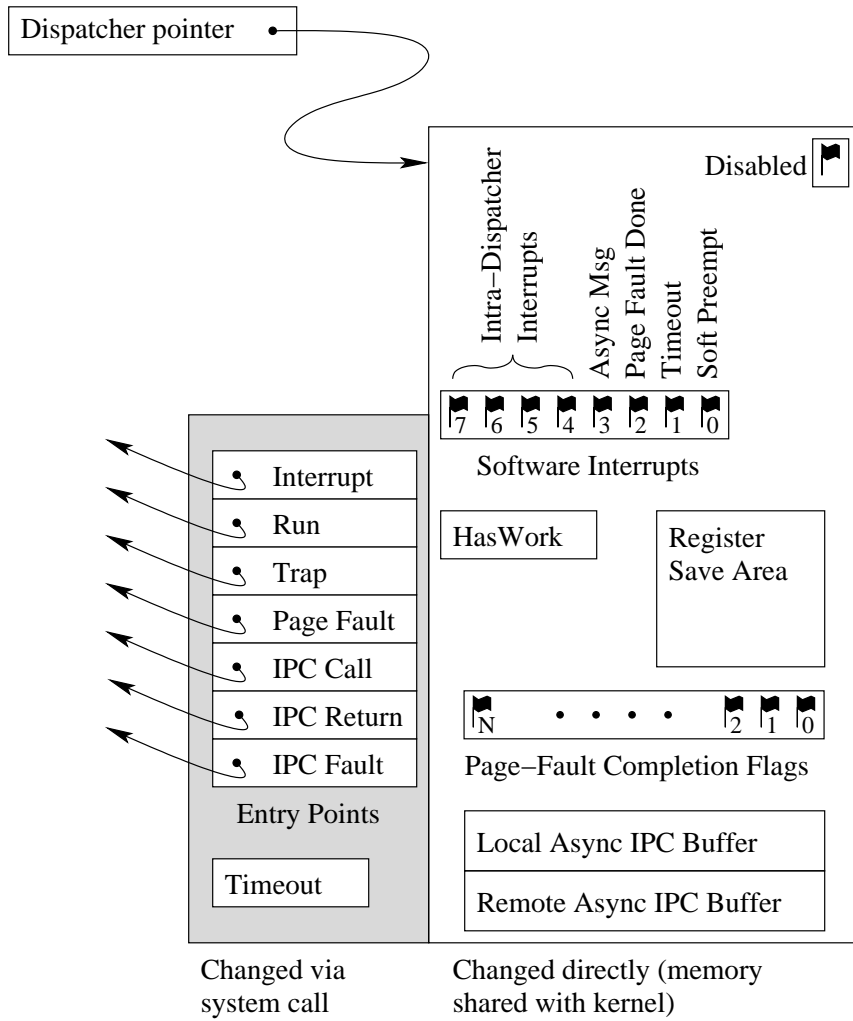 Dispatcher pointer
Disabled
Intra–Dispatcher
Interrupts
Async Msg
Page Fault Done
Timeout
Soft Preempt
7 6 5 4 3 2 1 0
Software Interrupts
Interrupt
Run
Trap
Page Fault
IPC Call
IPC Return
IPC Fault
Entry Points
Timeout
HasWork
Register
Save Area
N 2 1 0
Page–Fault Completion Flags
Local Async IPC Buffer
Remote Async IPC Buffer
Changed via
system call
Changed directly (memory
shared with kernel)